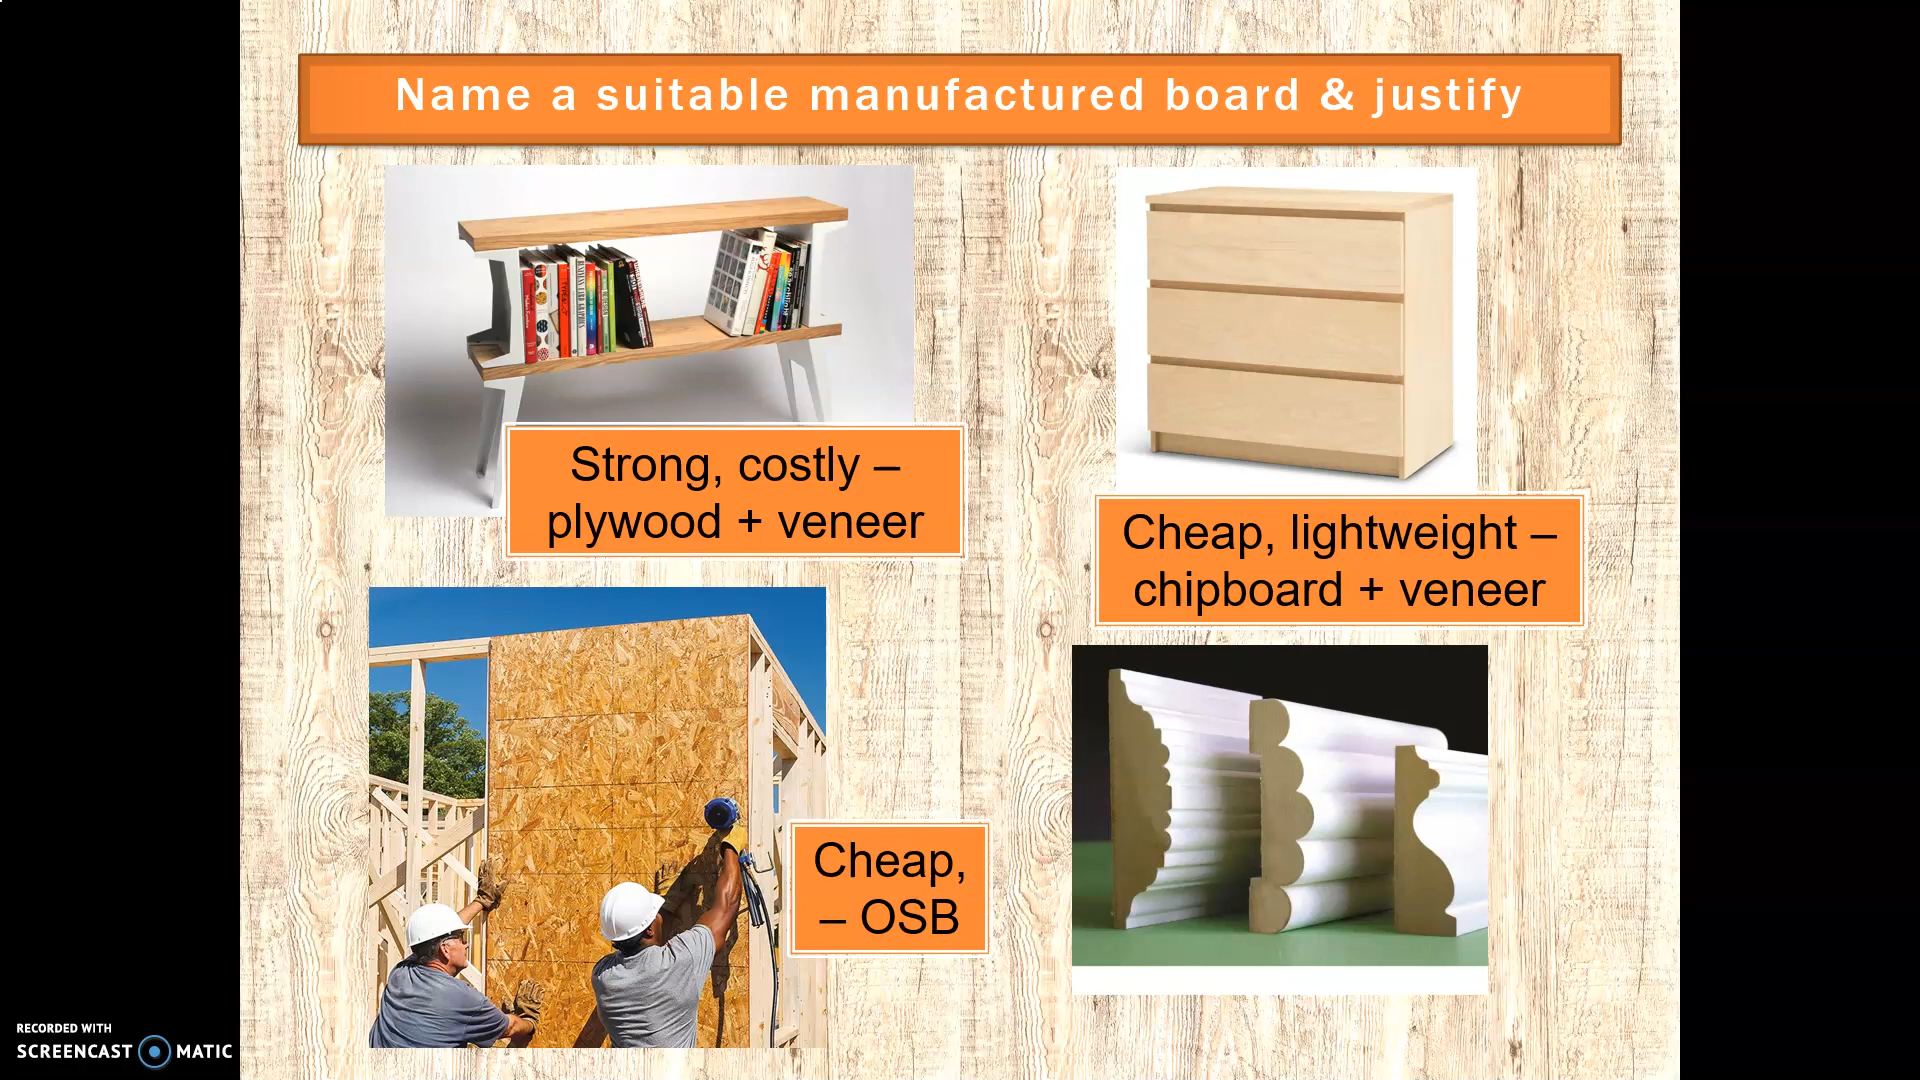 Name a suitable manufactured board & justify
Strong, costly –
plywood + veneer
Cheap, lightweight –
chipboard + veneer
Cheap,
– OSB
RECORDED WITH
SCREENCAST MATIC